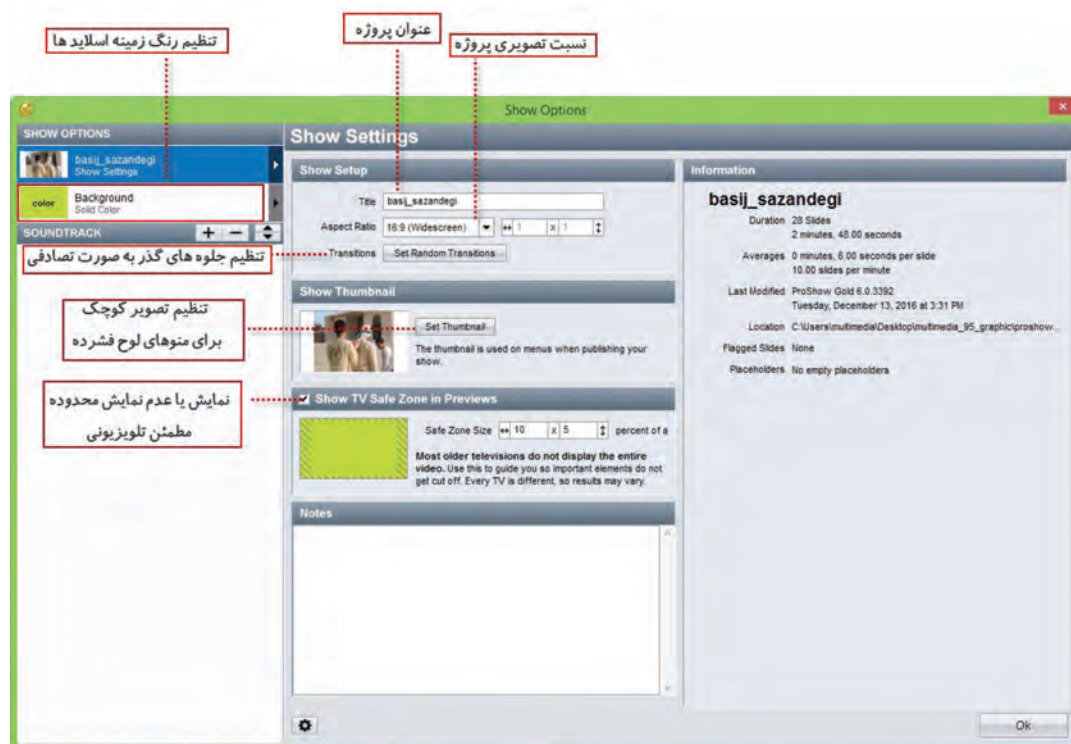 عنوان پروژه
تنظیم رنگ زمینه اسلاید ها
نسبت تصویری پروژه
Show Options
SHOW OPTIONS
basij_sazandegi
Show Settings
color
Background
Solid Color
SOUNDTRACK
تنظیم جلوه های گذر به صورت تصادفی
تنظیم تصویر کوچک
برای منوهای لوح فشرده
نمایش یا عدم نمایش محدوده
مطمئن تلویزیونی
Show Settings
Show Setup
Title basij_sazandegi
Aspect Ratio 16:9 (Widescreen) 1 x 1
Transitions Set Random Transitions
Show Thumbnail
Set Thumbnail
The thumbnail is used on menus when publishing your
show.
Show TV Safe Zone in Previews
Safe Zone Size 10 x 5 percent of a
Most older televisions do not display the entire
video. Use this to guide you so important elements do not
get cut off. Every TV is different, so results may vary.
Notes
Information
basij_sazandegi
Duration 28 Slides
2 minutes, 48.00 seconds
Averages 0 minutes, 6.00 seconds per slide
10.00 slides per minute
Last Modified ProShow Gold 6.0.3392
Tuesday, December 13, 2016 at 3:31 PM
Location C:\Users\multimedia\Desktop\multimedia_95_graphic\proshow...
Flagged Slides None
Placeholders No empty placeholders
Ok